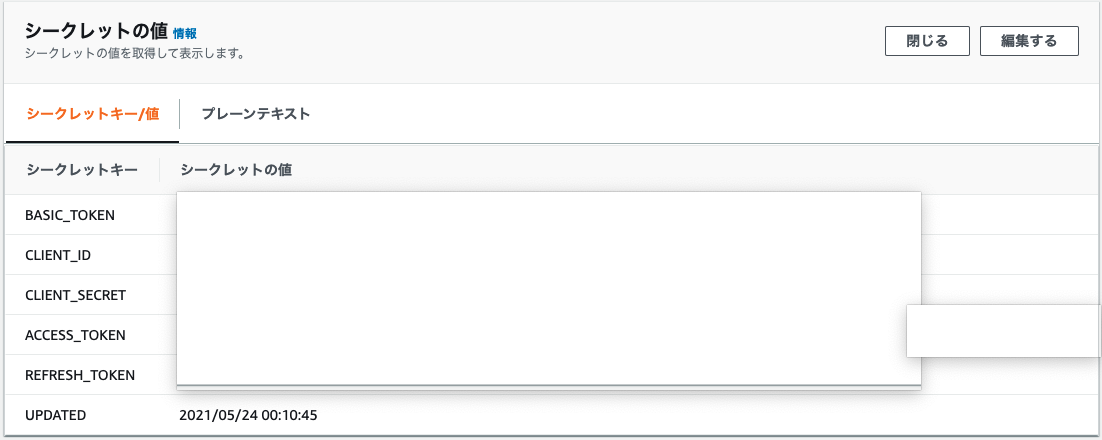 シークレットの値 情報
シークレットの値を取得して表示します。
閉じる 編集する
シークレットキー/値 プレーンテキスト
シークレットキー シークレットの値
BASIC_TOKEN
CLIENT_ID
CLIENT_SECRET
ACCESS_TOKEN
REFRESH_TOKEN
UPDATED 2021/05/24 00:10:45